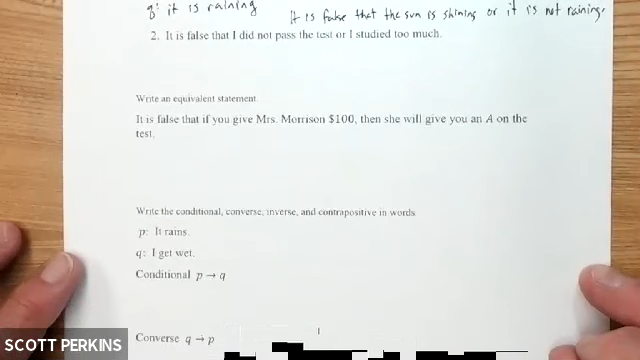 q: it is raining
It is false that the sun is shining or it is not raining.
2. It is false that I did not pass the test or I studied too much.
Write an equivalent statement.
It is false that if you give Mrs. Morrison $100, then she will give you an A on the
test.
Write the conditional, converse, inverse, and contrapositive in words.
p: It rains.
q: I get wet.
Conditional p → q
Converse q → p
SCOTT PERKINS